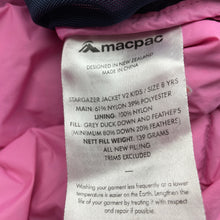 macpac
DESIGNED IN NEW ZEALAND
MADE IN CHINA
STARGAZER JACKET V2 KIDS / SIZE 8 YRS
MAIN: 61% NYLON 39% POLYESTER
LINING: 100% NYLON
FILL: GREY DUCK DOWN AND FEATHERS
(MINIMUM 80% DOWN 20% FEATHERS)
NETT FILL WEIGHT: 139 GRAMS
ALL NEW FILLING
TRIMS EXCLUDED
Washing your garment less frequently at a lower
temperature is easier on the Earth. Lengthen the
life of your garment by treating it with respect
and repair if possible.